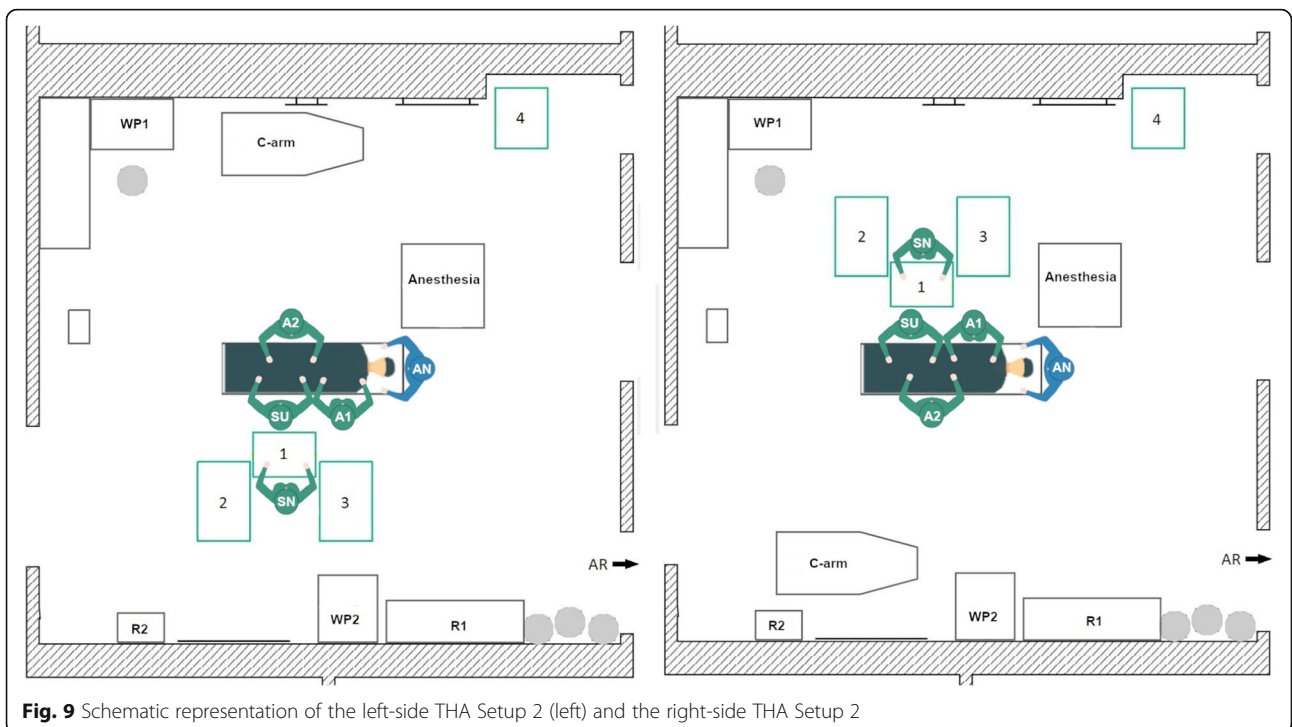 WP1
C-arm
4
Anesthesia
A2
AN
SU
A1
1
2
SN
3
AR
R2
WP2
R1
WP1
4
2
SN
3
1
Anesthesia
SU
A1
AN
A2
C-arm
AR
R2
WP2
R1
Fig. 9 Schematic representation of the left-side THA Setup 2 (left) and the right-side THA Setup 2